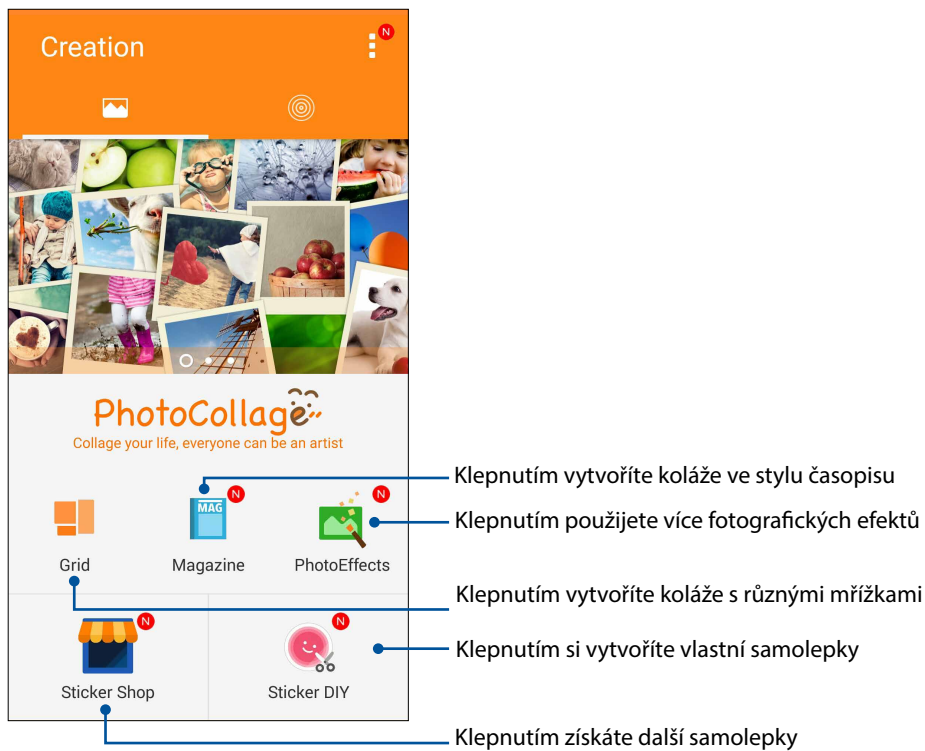 Creation
N
PhotoCollage
Collage your life, everyone can be an artist
Klepnutím vytvoříte koláže ve stylu časopisu
N
MAG
N
Klepnutím použijete více fotografických efektů
Grid
Magazine
PhotoEffects
Klepnutím vytvoříte koláže s různými mřížkami
N
N
Klepnutím si vytvoříte vlastní samolepky
Sticker Shop
Sticker DIY
Klepnutím získáte další samolepky